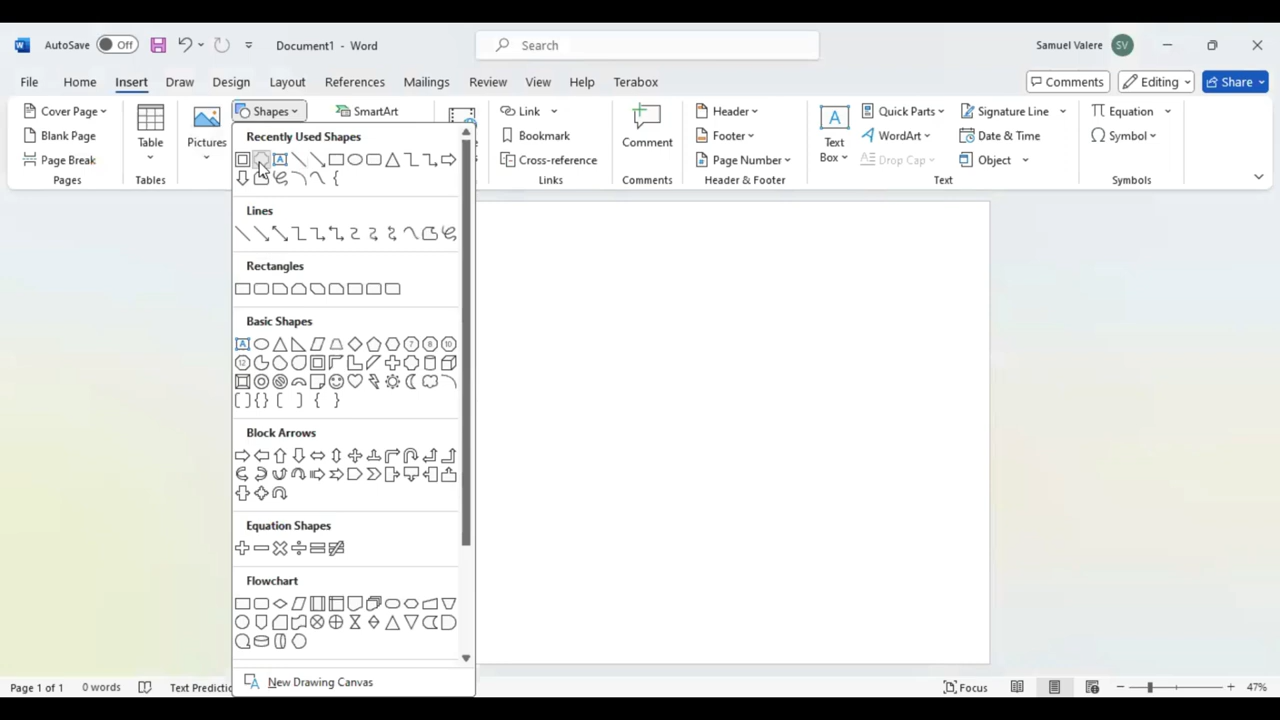 AutoSave Off Document1 - Word Search Samuel Valere SV
File Home Insert Draw Design Layout References Mailings Review View Help Terabox Comments Editing Share
Cover Page Shapes SmartArt Link Header Quick Parts Signature Line Equation
Blank Page Bookmark Footer WordArt Date & Time Symbol
Page Break Table Pictures Cross-reference Comment Page Number Text Box Drop Cap Object
Pages Tables Links Comments Header & Footer Text Symbols
Recently Used Shapes
Lines
Rectangles
Basic Shapes
Block Arrows
Equation Shapes
Flowchart
New Drawing Canvas
Page 1 of 1 0 words Text Predictio Focus 47%